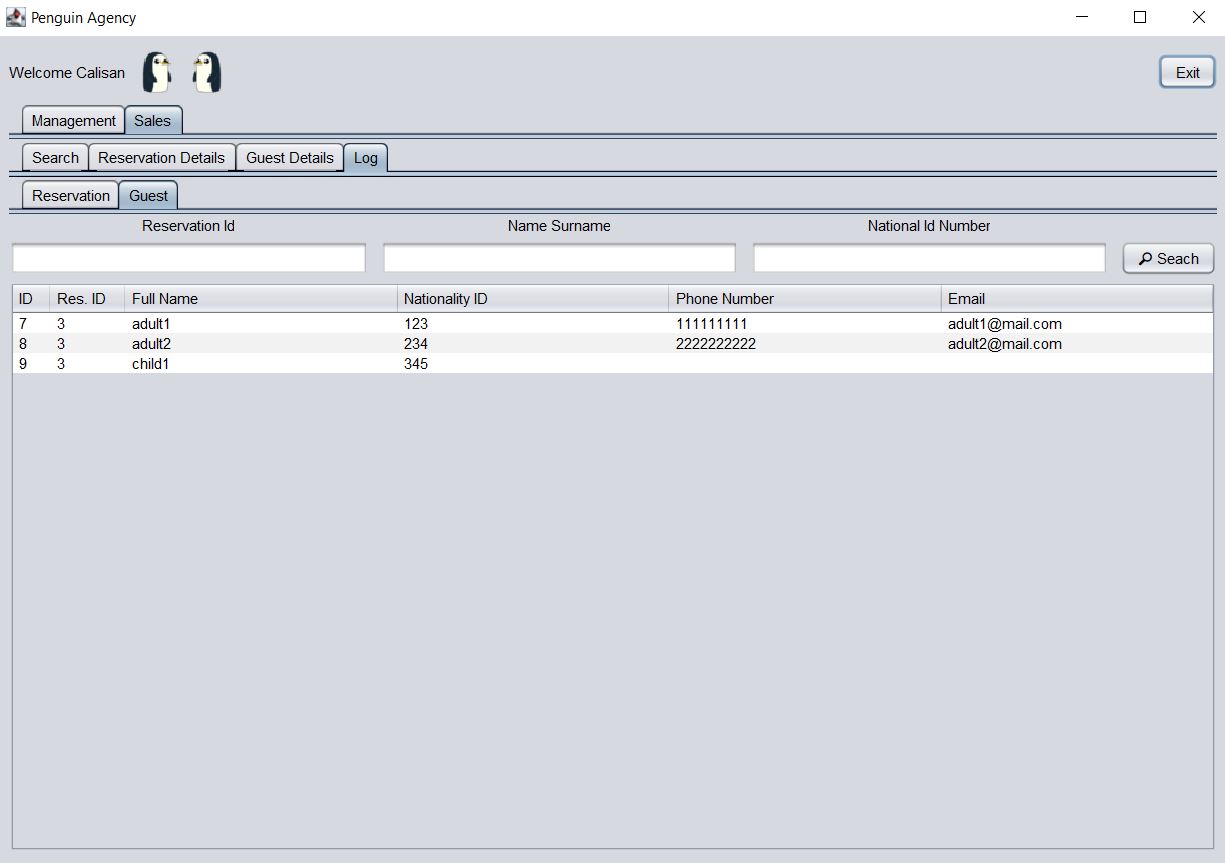 Penguin Agency
Welcome Calisan
Exit
Management Sales
Search Reservation Details Guest Details Log
Reservation Guest
Reservation Id Name Surname National Id Number
Seach
ID Res. ID Full Name Nationality ID Phone Number Email
7 3 adult1 123 111111111 adult1@mail.com
8 3 adult2 234 2222222222 adult2@mail.com
9 3 child1 345